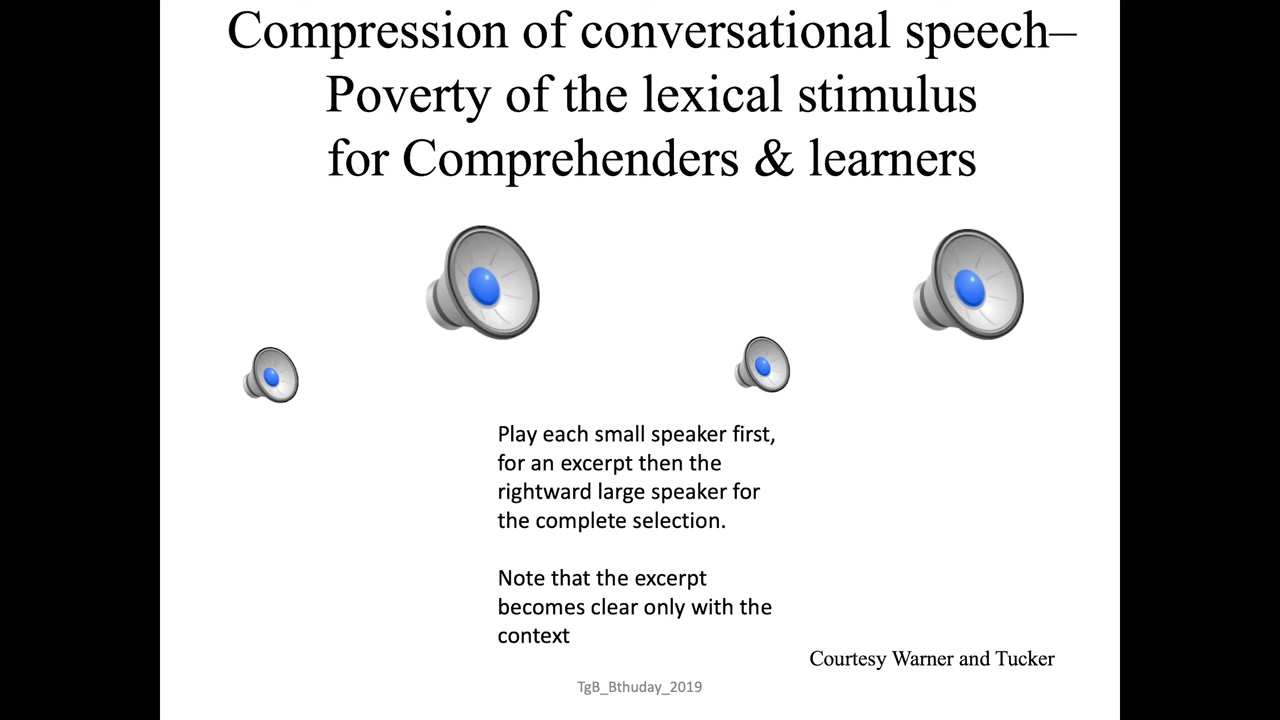 Compression of conversational speech–
Poverty of the lexical stimulus
for Comprehenders & learners
Play each small speaker first,
for an excerpt then the
rightward large speaker for
the complete selection.
Note that the excerpt
becomes clear only with the
context
Courtesy Warner and Tucker
TgB_Bthuday_2019